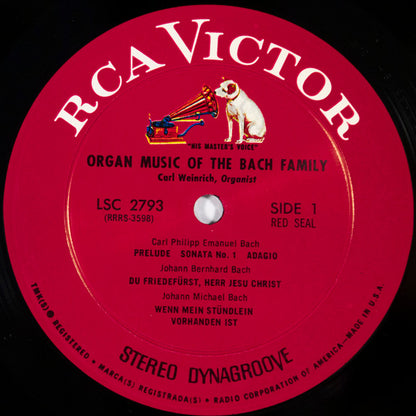 RCA VICTOR
"HIS MASTER'S VOICE"
ORGAN MUSIC OF THE BACH FAMILY
Carl Weinrich, Organist
LSC 2793
(RRRS-3598)
SIDE 1
RED SEAL
Carl Philipp Emanuel Bach
PRELUDE SONATA No. 1 ADAGIO
Johann Bernhard Bach
DU FRIEDEFÜRST, HERR JESU CHRIST
Johann Michael Bach
WENN MEIN STÜNDLEIN
VORHANDEN IST
STEREO DYNAGROOVE
TMK(S) ® REGISTERED • MARCA(S) REGISTRADA(S) • RADIO CORPORATION OF AMERICA—MADE IN U.S.A.